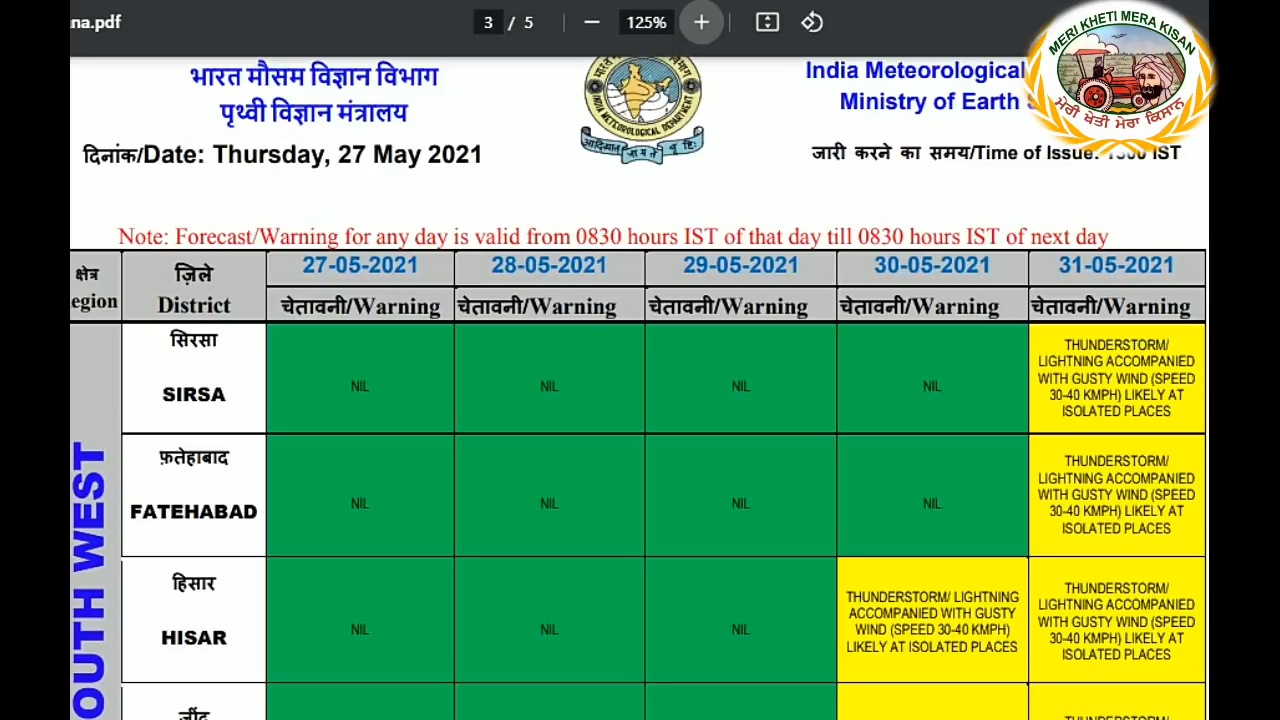 na.pdf
3 / 5
125%
MERI KHETI MERA KISAN
ਮੇਰੀ ਖੇਤੀ ਮੇਰਾ ਕਿਸਾਨ
भारत मौसम विज्ञान विभाग
पृथ्वी विज्ञान मंत्रालय
INDIA METEOROLOGICAL DEPARTMENT
India Meteorological
Ministry of Earth
दिनांक/Date: Thursday, 27 May 2021
जारी करने का समय/Time of Issue: 1300 IST
Note: Forecast/Warning for any day is valid from 0830 hours IST of that day till 0830 hours IST of next day
क्षेत्र
egion
ज़िले
District
27-05-2021
28-05-2021
29-05-2021
30-05-2021
31-05-2021
चेतावनी/Warning
चेतावनी/Warning
चेतावनी/Warning
चेतावनी/Warning
चेतावनी/Warning
OUTH WEST
सिरसा
SIRSA
NIL
NIL
NIL
NIL
THUNDERSTORM/
LIGHTNING ACCOMPANIED
WITH GUSTY WIND (SPEED
30-40 KMPH) LIKELY AT
ISOLATED PLACES
फ़तेहाबाद
FATEHABAD
NIL
NIL
NIL
NIL
THUNDERSTORM/
LIGHTNING ACCOMPANIED
WITH GUSTY WIND (SPEED
30-40 KMPH) LIKELY AT
ISOLATED PLACES
हिसार
HISAR
NIL
NIL
NIL
THUNDERSTORM/ LIGHTNING
ACCOMPANIED WITH GUSTY
WIND (SPEED 30-40 KMPH)
LIKELY AT ISOLATED PLACES
THUNDERSTORM/
LIGHTNING ACCOMPANIED
WITH GUSTY WIND (SPEED
30-40 KMPH) LIKELY AT
ISOLATED PLACES
जींद
THUNDERSTORM/